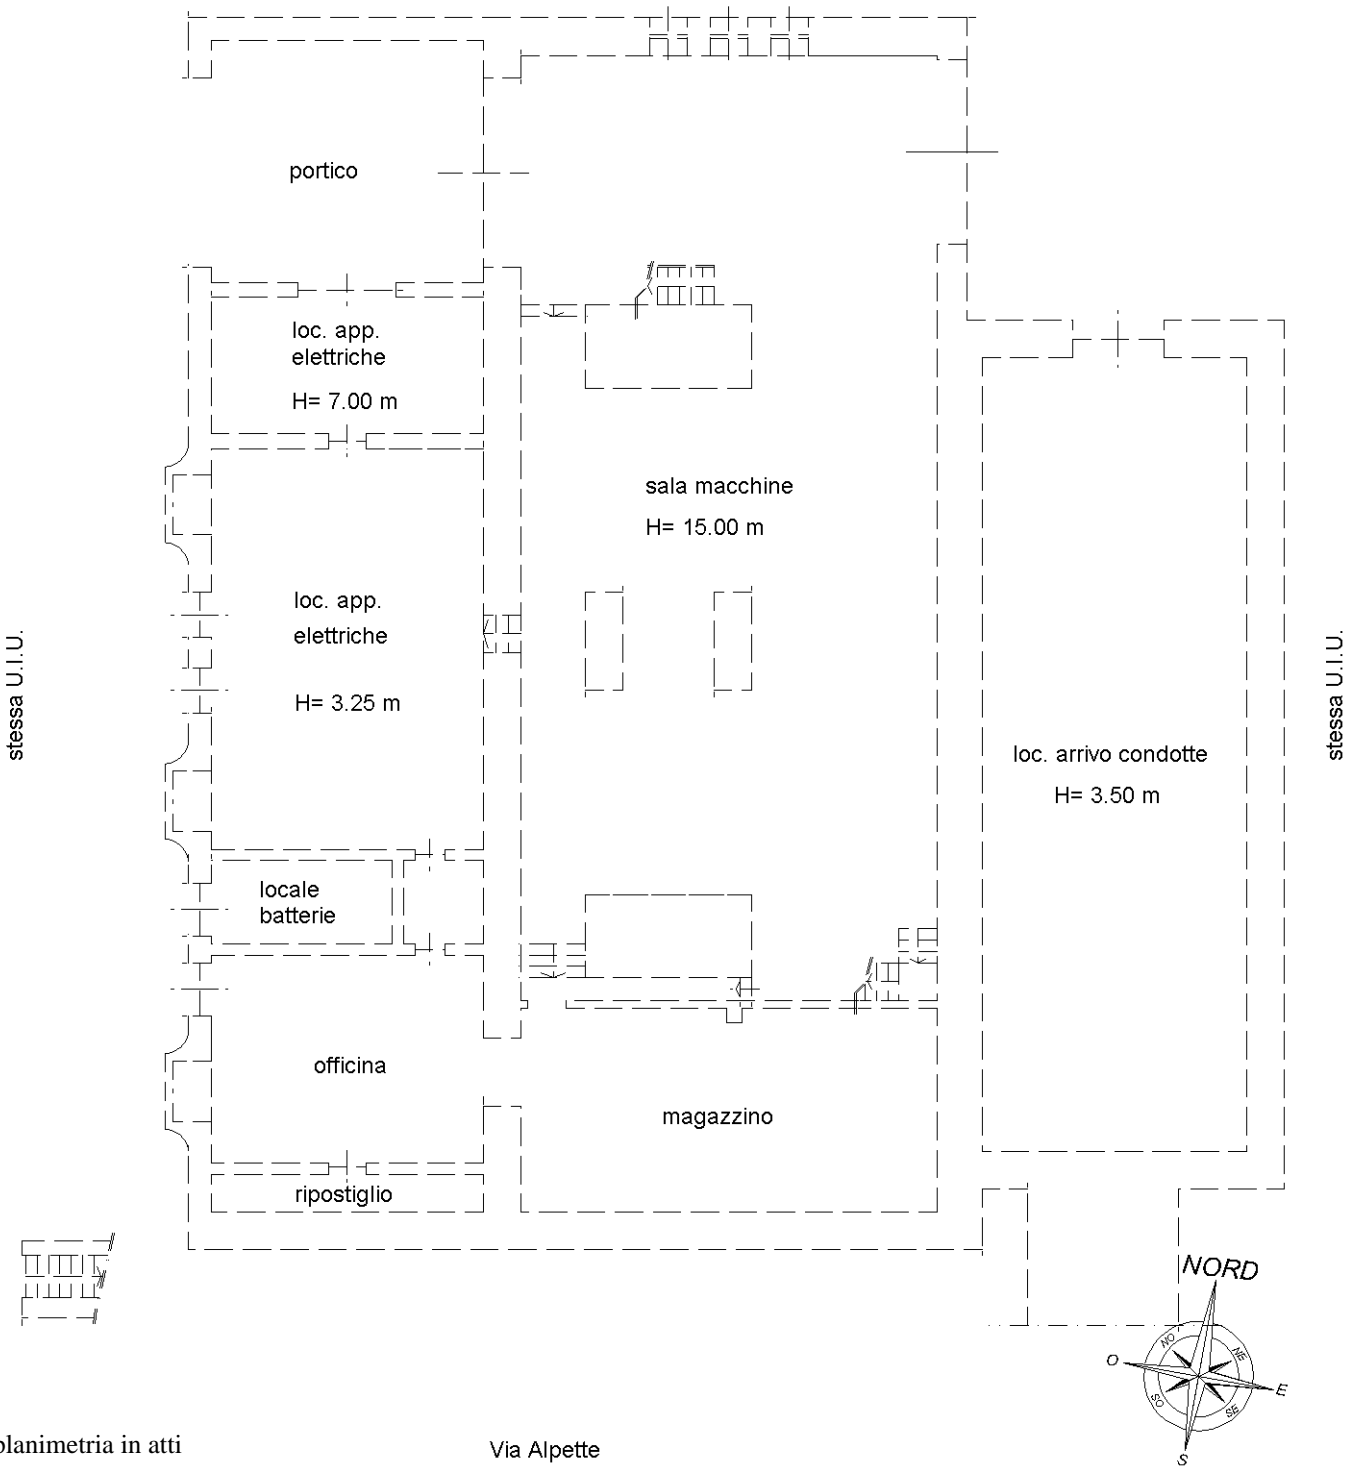 portico
loc. app.
elettriche
H= 7.00 m
sala macchine
H= 15.00 m
loc. app.
elettriche
H= 3.25 m
stessa U.I.U.
stessa U.I.U.
loc. arrivo condotte
H= 3.50 m
locale
batterie
officina
magazzino
ripostiglio
NORD
NO
NE
O
E
SO
SE
S
planimetria in atti
Via Alpette